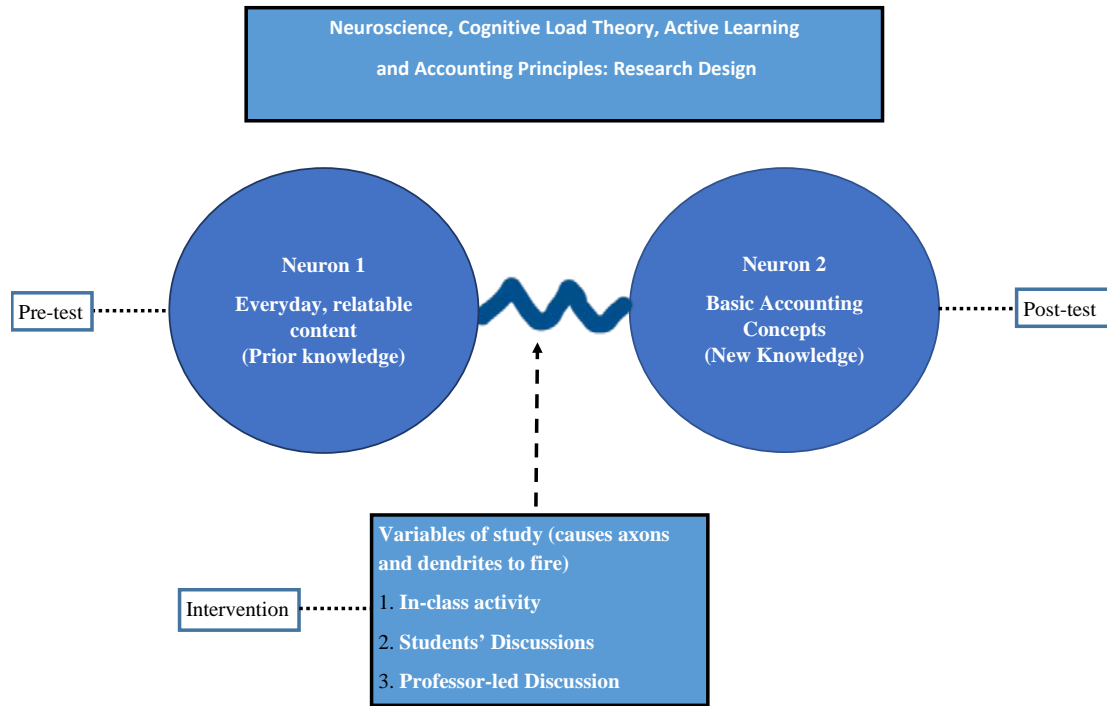 Neuroscience, Cognitive Load Theory, Active Learning
and Accounting Principles: Research Design
Neuron 1
Everyday, relatable
content
(Prior knowledge)
Neuron 2
Basic Accounting
Concepts
(New Knowledge)
Pre-test
Post-test
Variables of study (causes axons
and dendrites to fire)
1. In-class activity
2. Students’ Discussions
3. Professor-led Discussion
Intervention